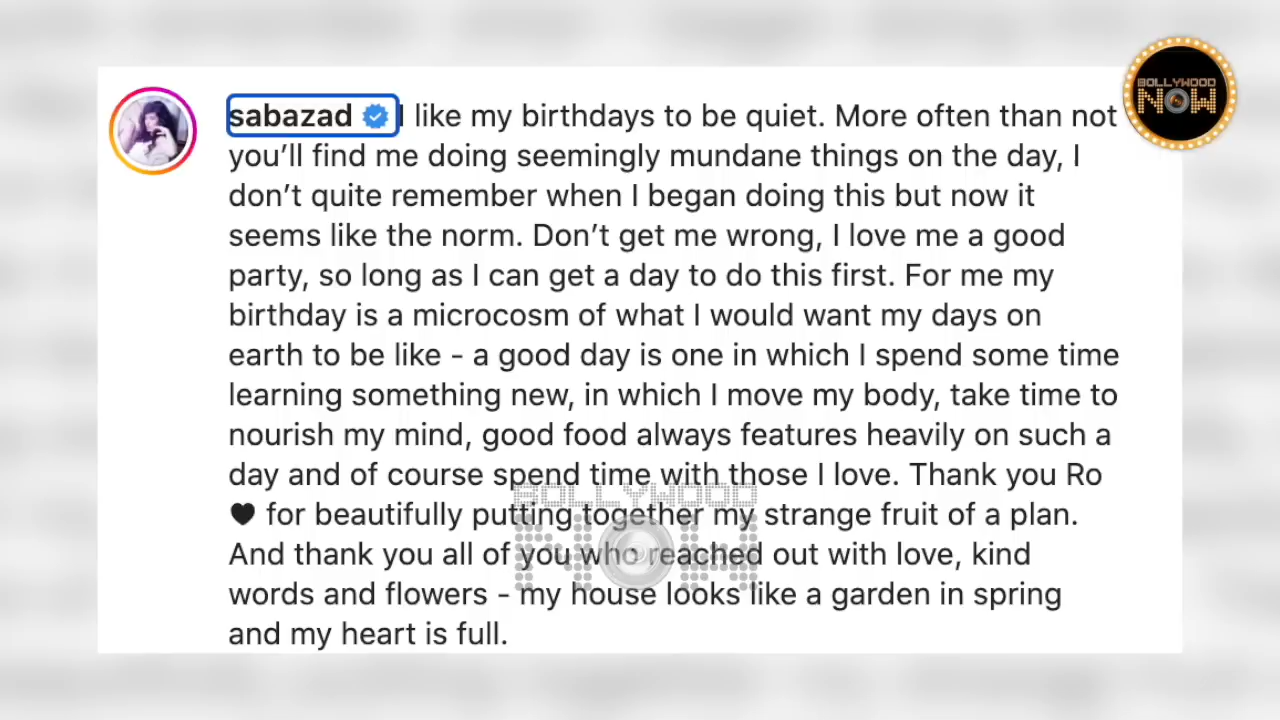 BOLLYWOOD
NOW
sabazad I like my birthdays to be quiet. More often than not
you’ll find me doing seemingly mundane things on the day, I
don’t quite remember when I began doing this but now it
seems like the norm. Don’t get me wrong, I love me a good
party, so long as I can get a day to do this first. For me my
birthday is a microcosm of what I would want my days on
earth to be like - a good day is one in which I spend some time
learning something new, in which I move my body, take time to
nourish my mind, good food always features heavily on such a
day and of course spend time with those I love. Thank you Ro
♥ for beautifully putting together my strange fruit of a plan.
And thank you all of you who reached out with love, kind
words and flowers - my house looks like a garden in spring
and my heart is full.
BOLLYWOOD
NOW